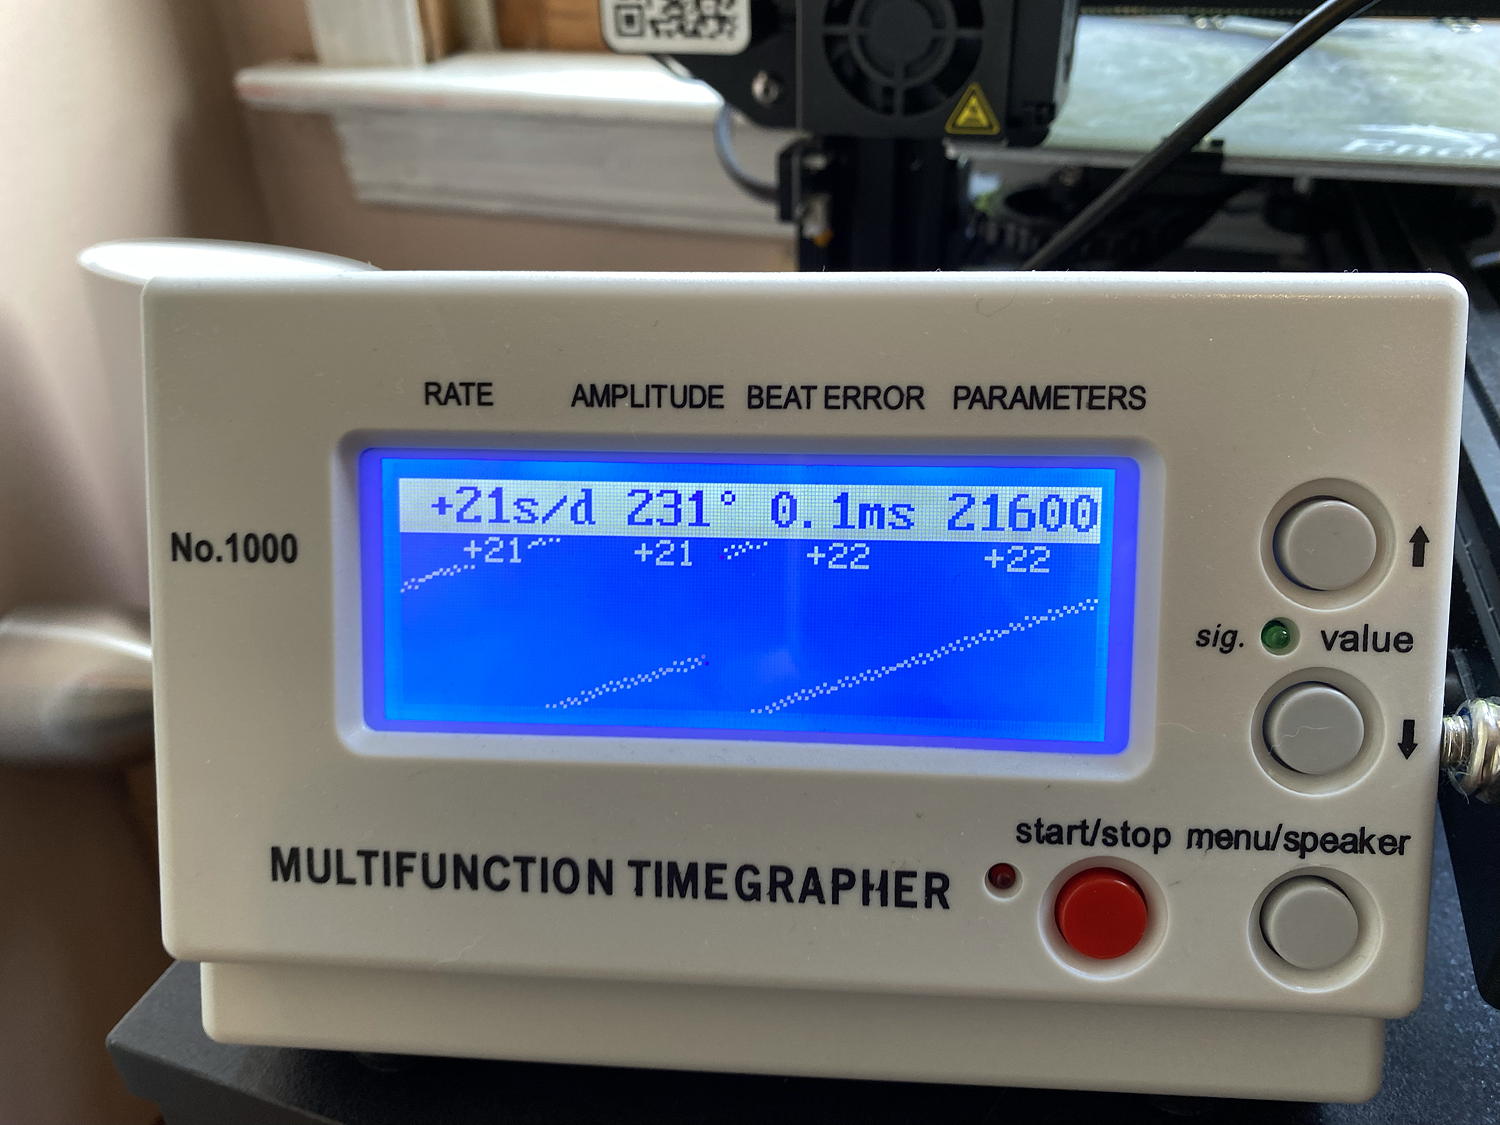 RATE AMPLITUDE BEAT ERROR PARAMETERS
+21s/d 231° 0.1ms 21600
+21 +21 +22 +22
No.1000
sig. value
start/stop menu/speaker
MULTIFUNCTION TIMEGRAPHER